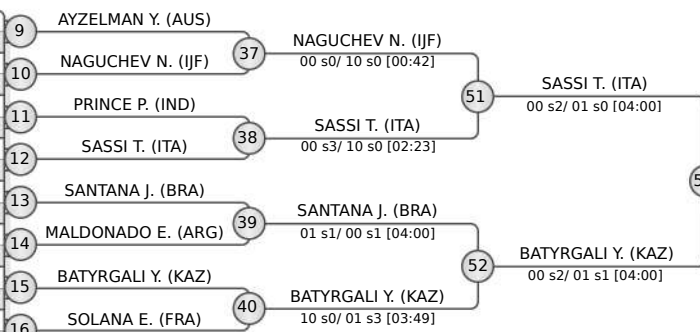 9
AYZELMAN Y. (AUS)
10
NAGUCHEV N. (IJF)
37
NAGUCHEV N. (IJF)
00 s0/ 10 s0 [00:42]
11
PRINCE P. (IND)
12
SASSI T. (ITA)
38
SASSI T. (ITA)
00 s3/ 10 s0 [02:23]
51
SASSI T. (ITA)
00 s2/ 01 s0 [04:00]
13
SANTANA J. (BRA)
14
MALDONADO E. (ARG)
39
SANTANA J. (BRA)
01 s1/ 00 s1 [04:00]
15
BATYRGALI Y. (KAZ)
16
SOLANA E. (FRA)
40
BATYRGALI Y. (KAZ)
10 s0/ 01 s3 [03:49]
52
BATYRGALI Y. (KAZ)
00 s2/ 01 s1 [04:00]